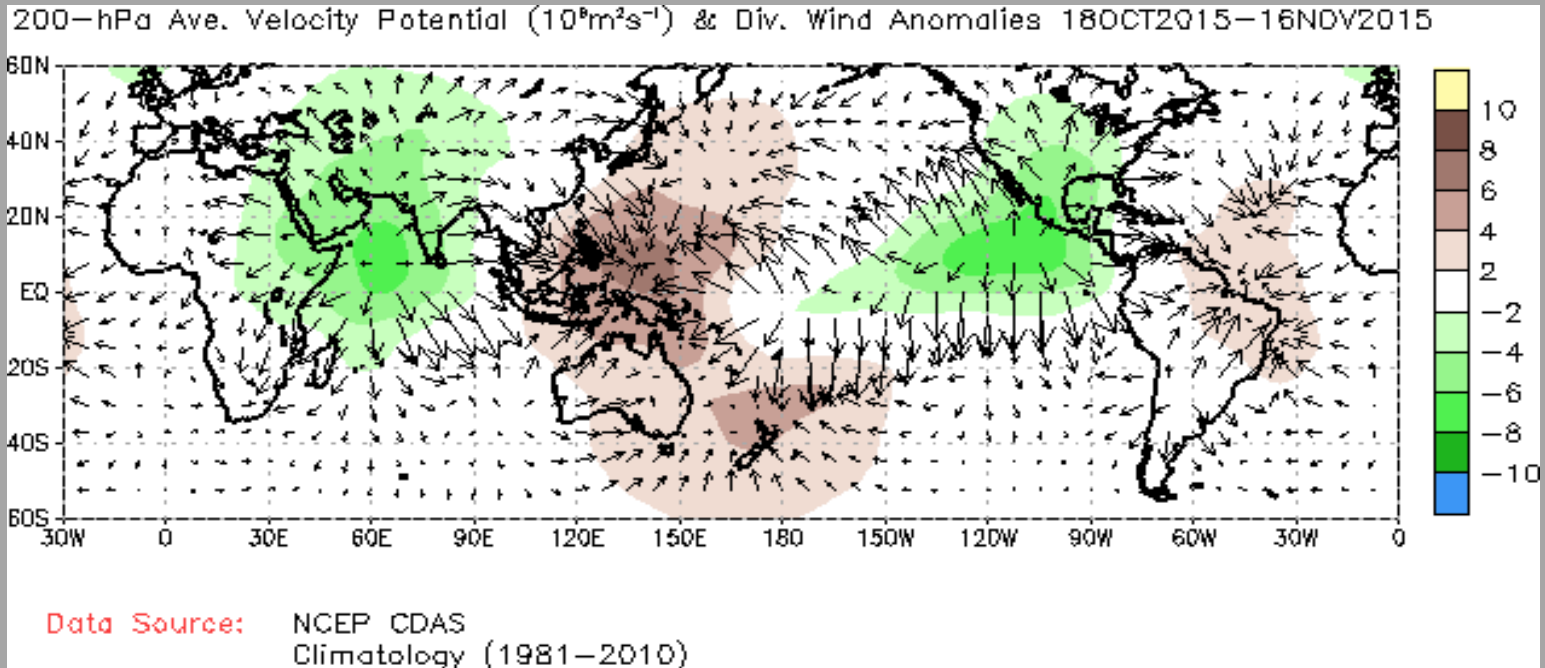 200-hPa Ave. Velocity Potential (10⁶m²s⁻¹) & Div. Wind Anomalies 18OCT2015-16NOV2015
60N
40N
20N
EQ
20S
40S
60S
30W 0 30E 60E 90E 120E 150E 180 150W 120W 90W 60W 30W 0
10
8
6
4
2
-2
-4
-6
-8
-10
Data Source: NCEP CDAS
Climatology (1981-2010)